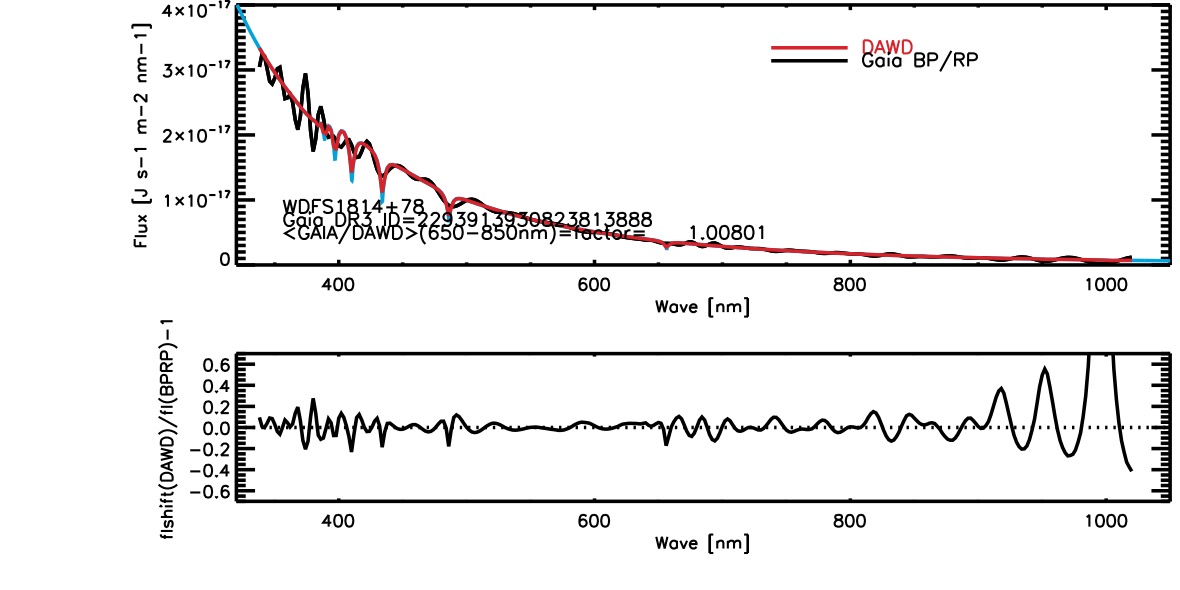 4×10−17
3×10−17
2×10−17
1×10−17
0
Flux [J s−1 m−2 nm−1]
DAWD
Gaia BP/RP
WDFS1814+78
Gaia DR3 ID=2293913930823813888
<GAIA/DAWD>(650−850nm)=factor= 1.00801
400 600 800 1000
Wave [nm]
flshift(DAWD)/fl(BPRP)−1
0.6
0.4
0.2
0.0
−0.2
−0.4
−0.6
400 600 800 1000
Wave [nm]